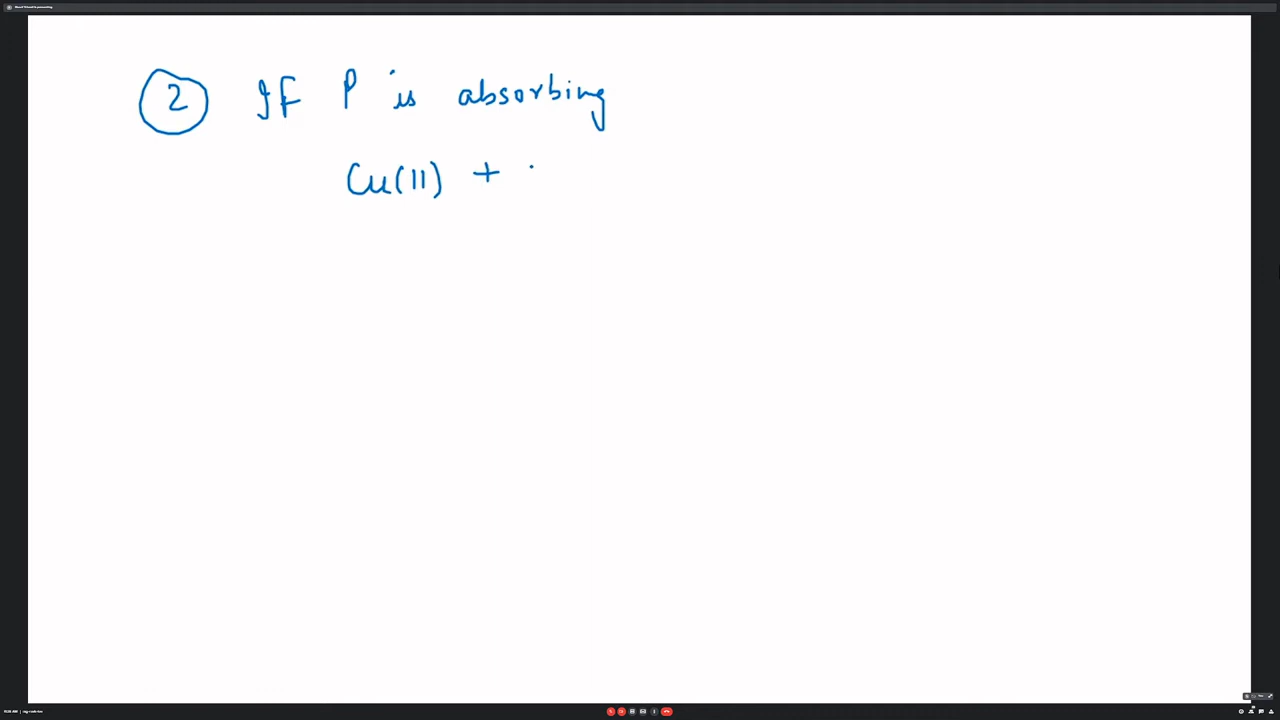 2 If P is absorbing
Cu(II) +